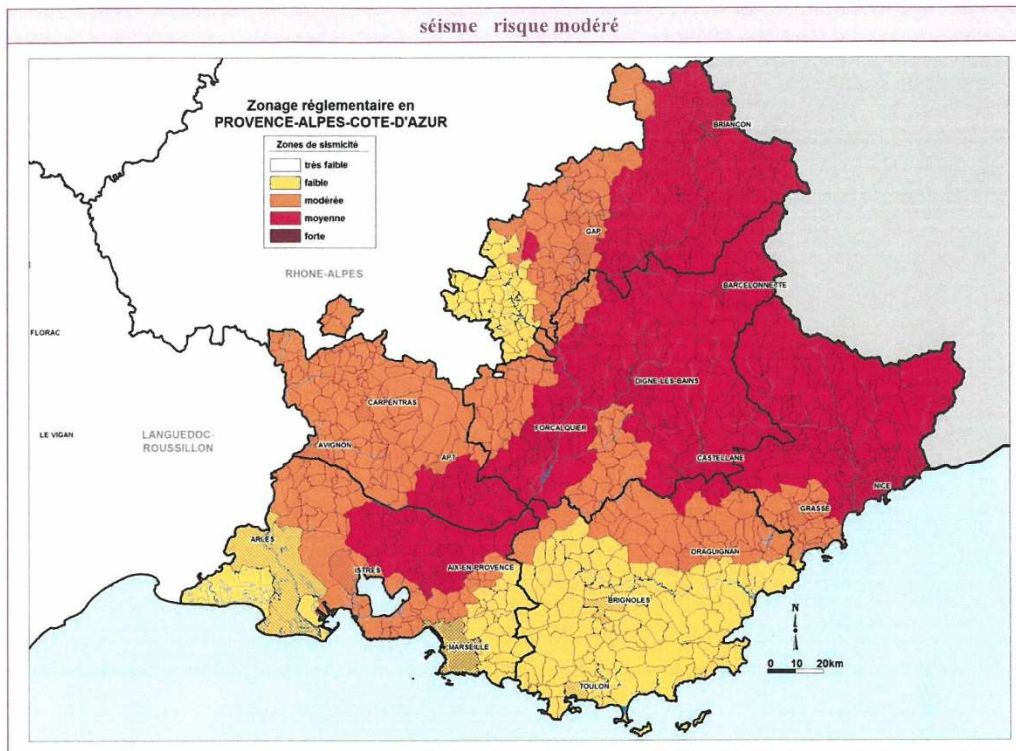 séisme risque modéré
Zonage réglementaire en
PROVENCE-ALPES-COTE-D'AZUR
Zones de sismicité
très faible
faible
modérée
moyenne
forte
BRIANÇON
GAP
RHONE-ALPES
BARCELONNETTE
FLORAC
DIGNE-LES-BAINS
CARPENTRAS
FORCALQUIER
LE VIGAN
LANGUEDOC-
ROUSSILLON
AVIGNON
APT
CASTELLANE
NICE
GRASSE
ARLES
DRAGUIGNAN
ISTRES
AIX-EN-PROVENCE
BRIGNOLES
N
MARSEILLE
0 10 20km
TOULON